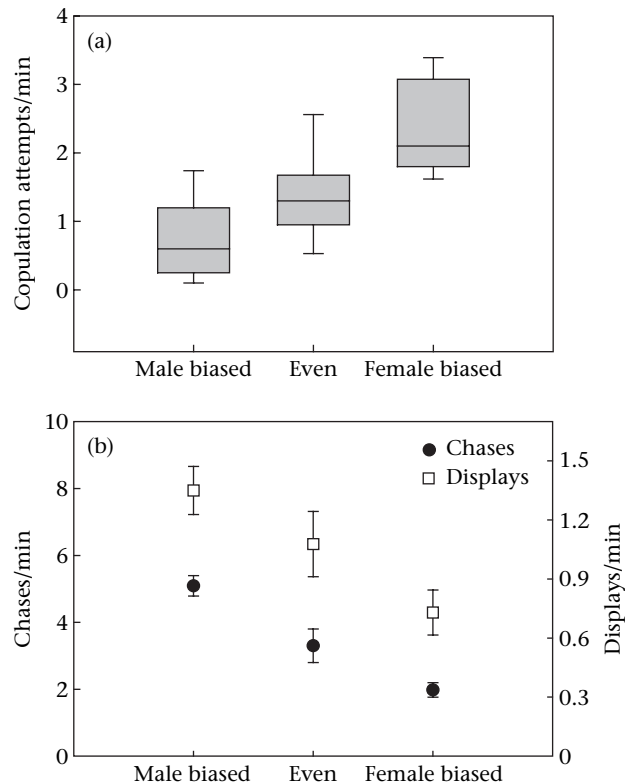 (a)
Copulation attempts/min
4
3
2
1
0
Male biased Even Female biased
(b)
Chases
Displays
Chases/min
10
8
6
4
2
0
Displays/min
1.5
1.2
0.9
0.6
0.3
0
Male biased Even Female biased